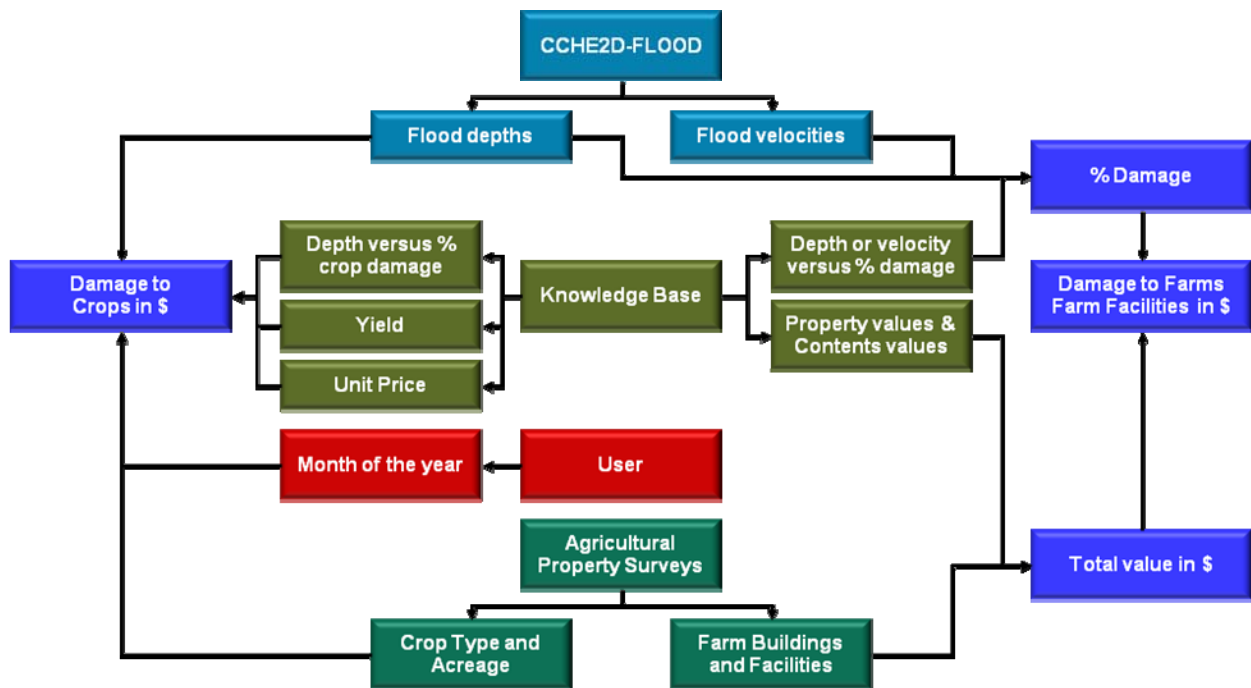 CCHE2D-FLOOD
Flood depths
Flood velocities
% Damage
Depth versus %
crop damage
Depth or velocity
versus % damage
Damage to
Crops in $
Knowledge Base
Damage to Farms
Farm Facilities in $
Yield
Property values &
Contents values
Unit Price
Month of the year
User
Agricultural
Property Surveys
Total value in $
Crop Type and
Acreage
Farm Buildings
and Facilities